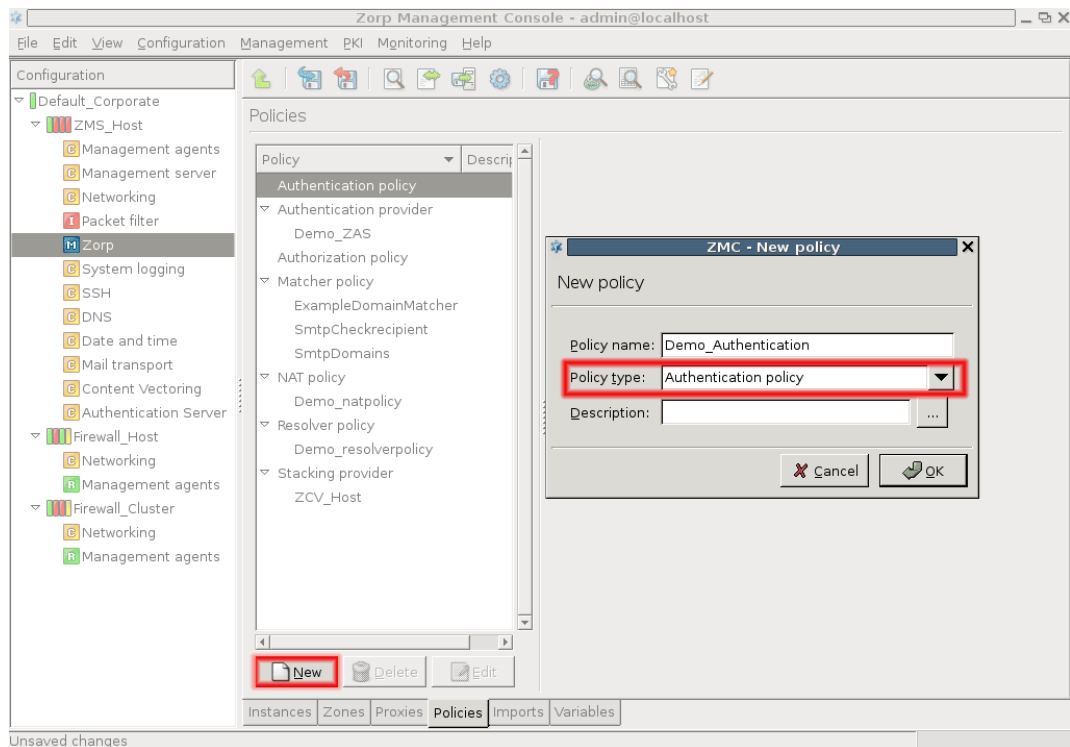 Zorp Management Console - admin@localhost
File Edit View Configuration Management PKI Monitoring Help
Configuration
Default_Corporate
ZMS_Host
Management agents
Management server
Networking
Packet filter
Zorp
System logging
SSH
DNS
Date and time
Mail transport
Content Vectoring
Authentication Server
Firewall_Host
Networking
Management agents
Firewall_Cluster
Networking
Management agents
Policies
Policy Descrip
Authentication policy
Authentication provider
Demo_ZAS
Authorization policy
Matcher policy
ExampleDomainMatcher
SmtpCheckrecipient
SmtpDomains
NAT policy
Demo_natpolicy
Resolver policy
Demo_resolverpolicy
Stacking provider
ZCV_Host
New Delete Edit
Instances Zones Proxies Policies Imports Variables
ZMC - New policy
New policy
Policy name: Demo_Authentication
Policy type: Authentication policy
Description: ...
Cancel OK
Unsaved changes